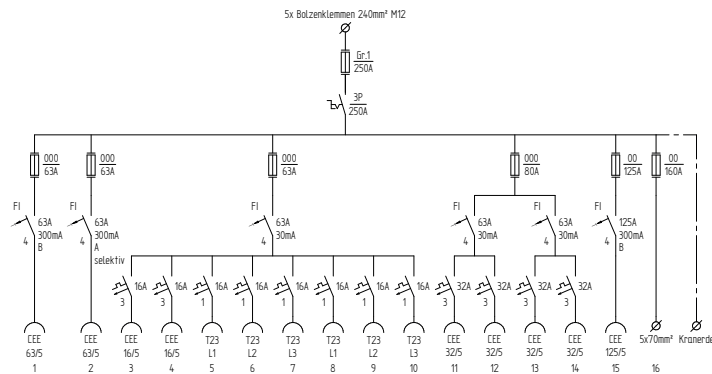 5x Bolzenklemmen 240mm² M12
Gr.1
250A
3P
250A
000
63A
000
63A
000
63A
000
80A
00
125A
00
160A
FI
63A
300mA
4
B
FI
63A
300mA
4
A
selektiv
FI
63A
30mA
4
FI
63A
30mA
4
FI
63A
30mA
4
FI
125A
300mA
4
B
16A
3
16A
3
16A
1
16A
1
16A
1
16A
1
16A
1
16A
1
32A
3
32A
3
32A
3
32A
3
CEE CEE CEE CEE T23 T23 T23 T23 T23 T23 CEE CEE CEE CEE CEE 5x70mm² Kranerde
63/5 63/5 16/5 16/5 L1 L2 L3 L1 L2 L3 32/5 32/5 32/5 32/5 125/5
1 2 3 4 5 6 7 8 9 10 11 12 13 14 15 16